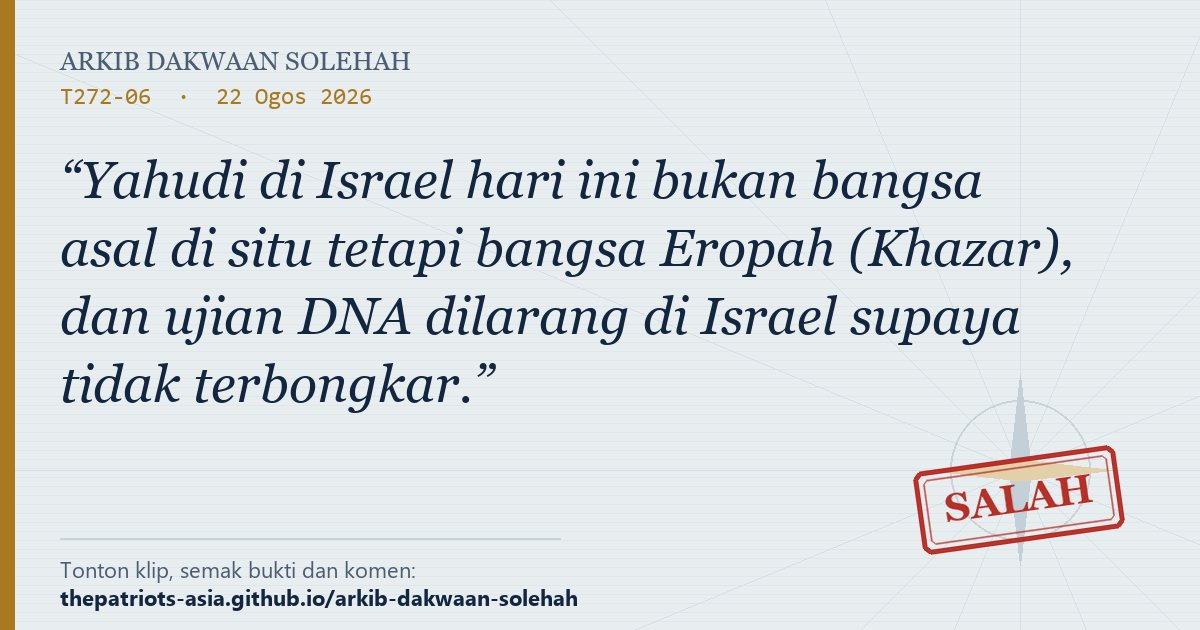 ARKIB DAKWAAN SOLEHAH
T272-06 · 22 Ogos 2026
“Yahudi di Israel hari ini bukan bangsa
asal di situ tetapi bangsa Eropah (Khazar),
dan ujian DNA dilarang di Israel supaya
tidak terbongkar.”
SALAH
Tonton klip, semak bukti dan komen:
thepatriots-asia.github.io/arkib-dakwaan-solehah